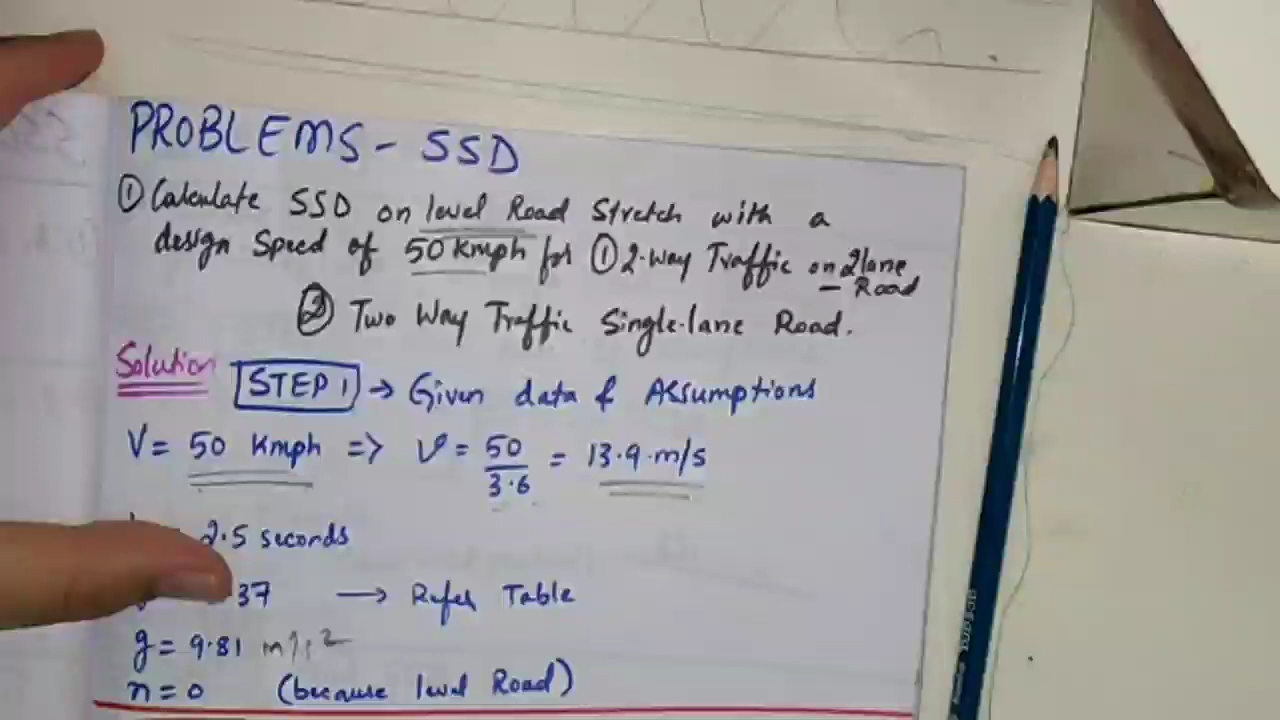 PROBLEMS - SSD
① Calculate SSD on level Road Stretch with a
design Speed of 50 Kmph for ① 2-way Traffic on 2 lane
- Road
② Two Way Traffic Single-lane Road.
Solution STEP 1 → Given data & Assumptions
V = 50 Kmph => v = 50/3.6 = 13.9 m/s
2.5 seconds
37 → Refer Table
g = 9.81 m/s2
n = 0 (because level Road)